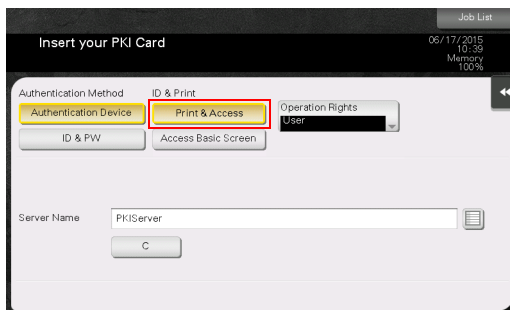 Job List
Insert your PKI Card
06/17/2015
10:39
Memory
100%
Authentication Method
ID & Print
Authentication Device
Print & Access
Operation Rights
User
ID & PW
Access Basic Screen
Server Name
PKIServer
C